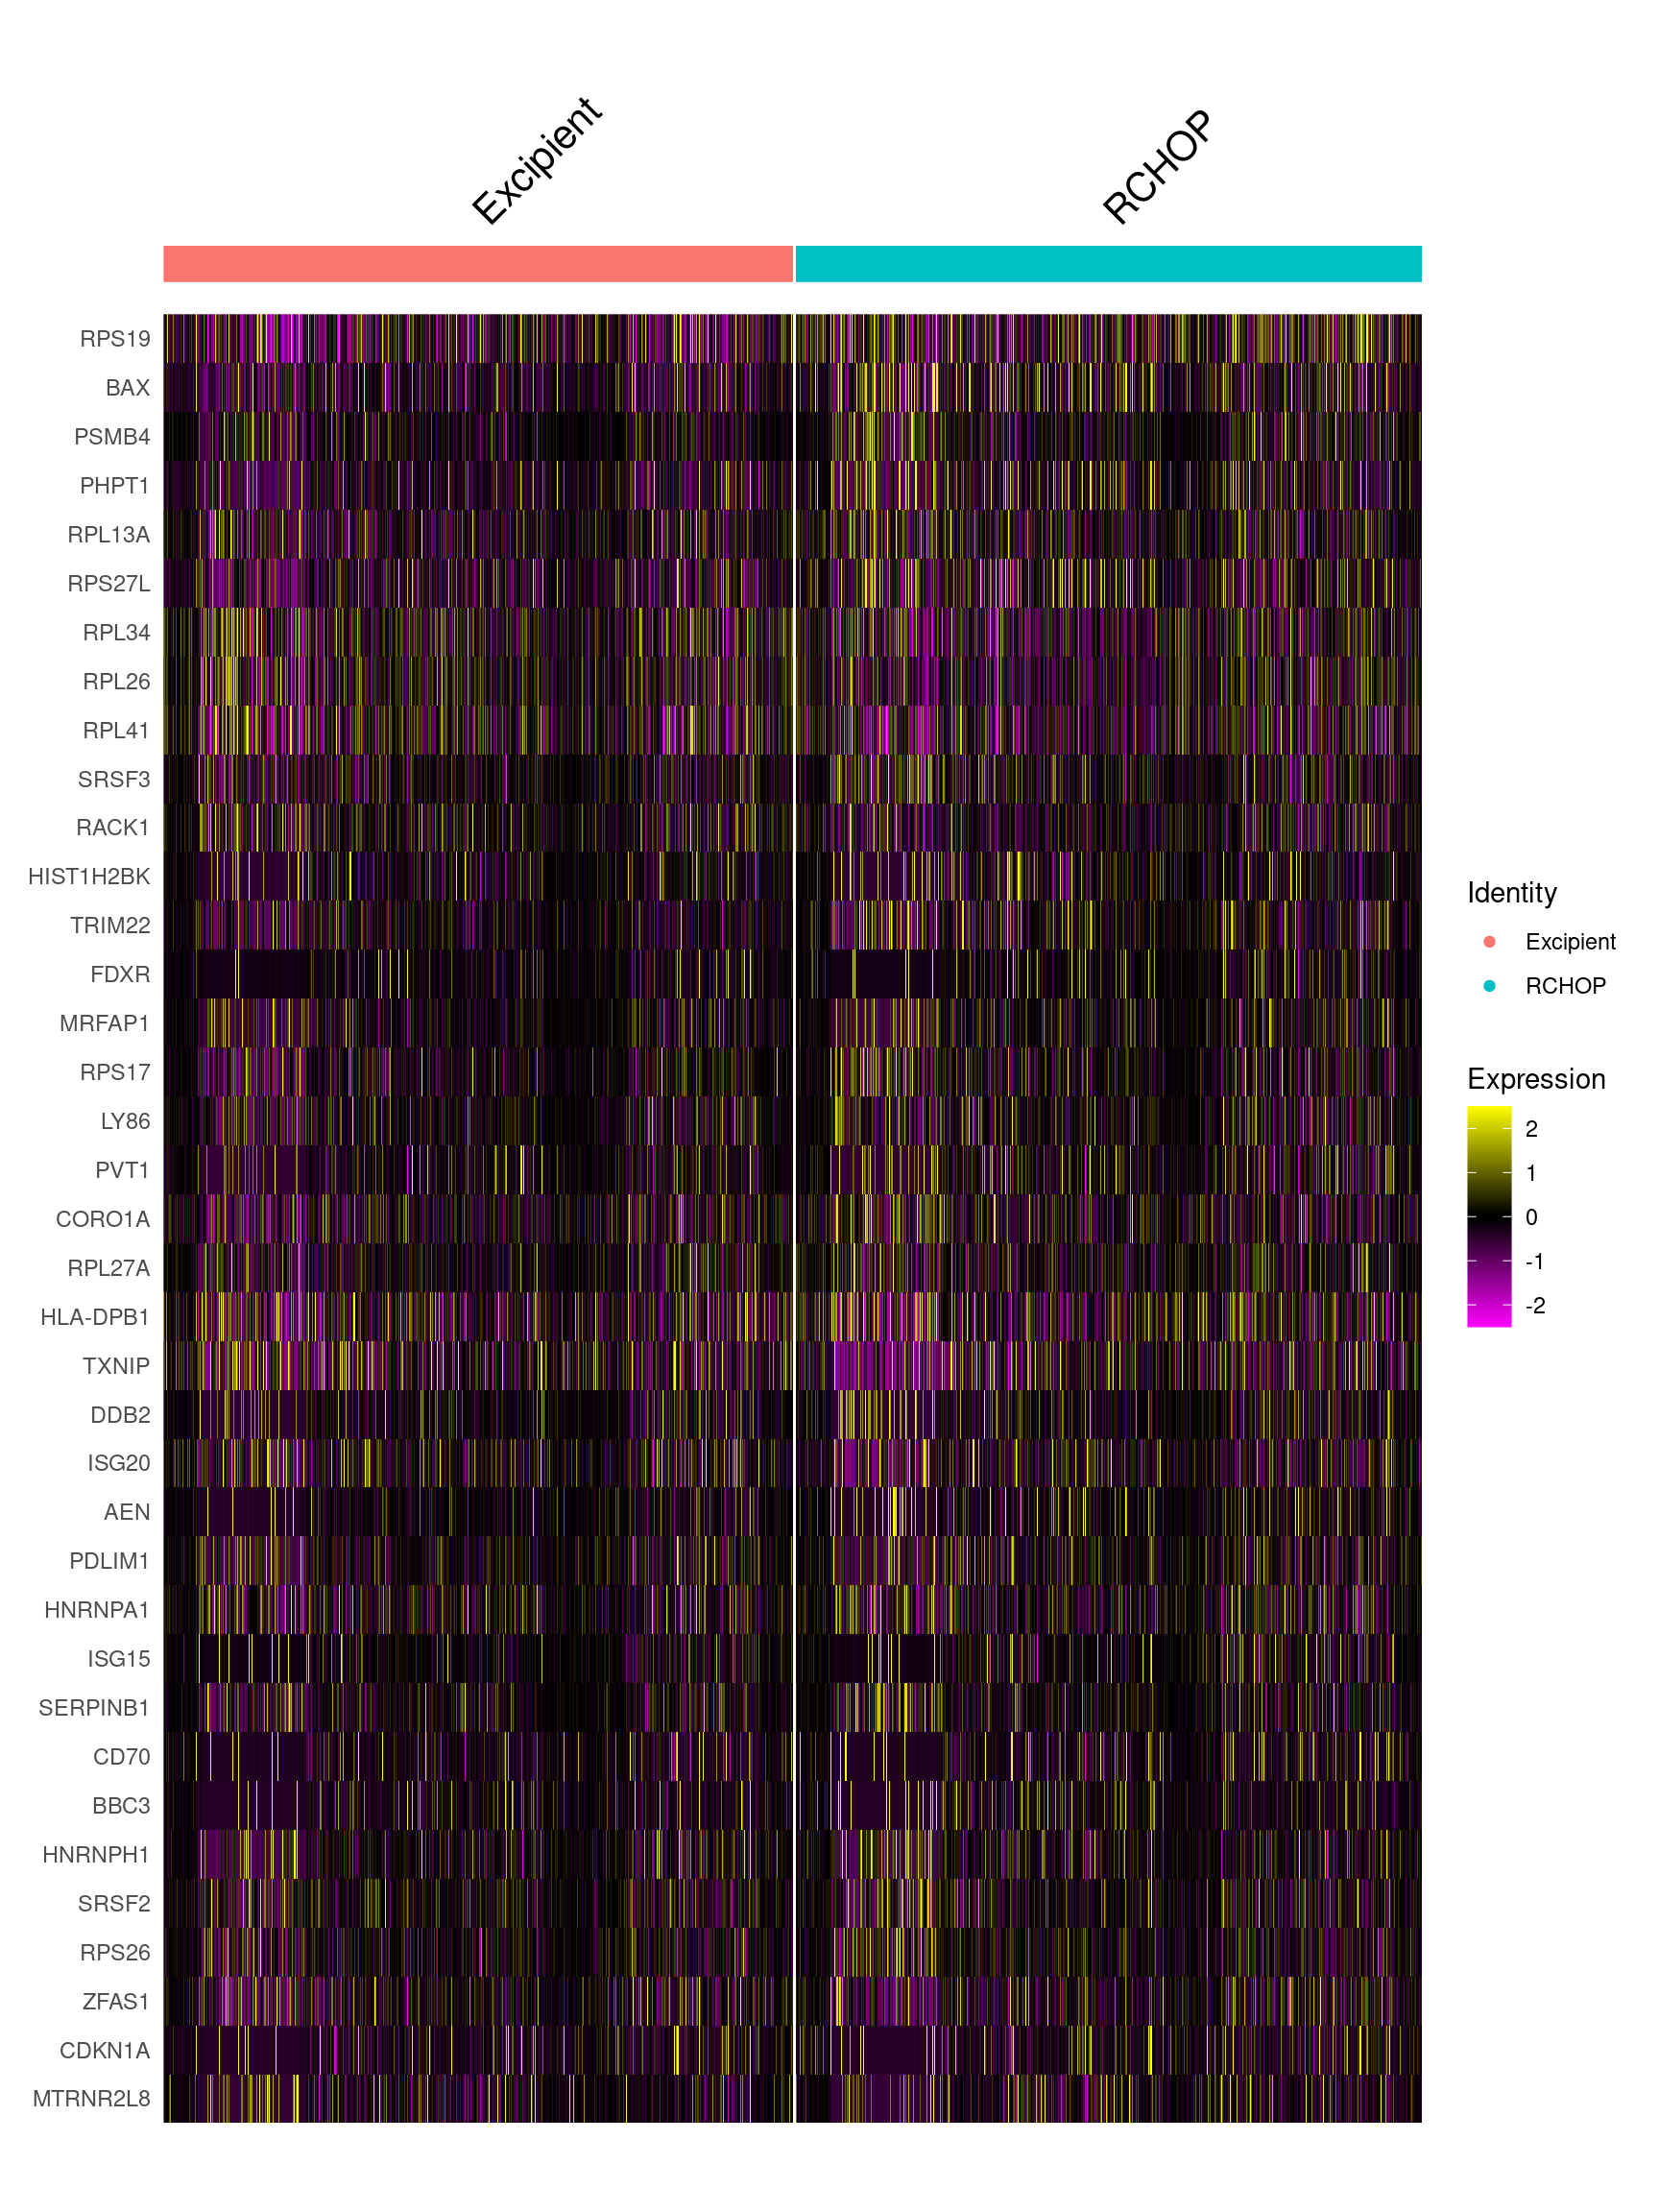 Excipient
RCHOP
RPS19
BAX
PSMB4
PHPT1
RPL13A
RPS27L
RPL34
RPL26
RPL41
SRSF3
RACK1
HIST1H2BK
TRIM22
FDXR
MRFAP1
RPS17
LY86
PVT1
CORO1A
RPL27A
HLA-DPB1
TXNIP
DDB2
ISG20
AEN
PDLIM1
HNRNPA1
ISG15
SERPINB1
CD70
BBC3
HNRNPH1
SRSF2
RPS26
ZFAS1
CDKN1A
MTRNR2L8
Identity
Excipient
RCHOP
Expression
2
1
0
-1
-2